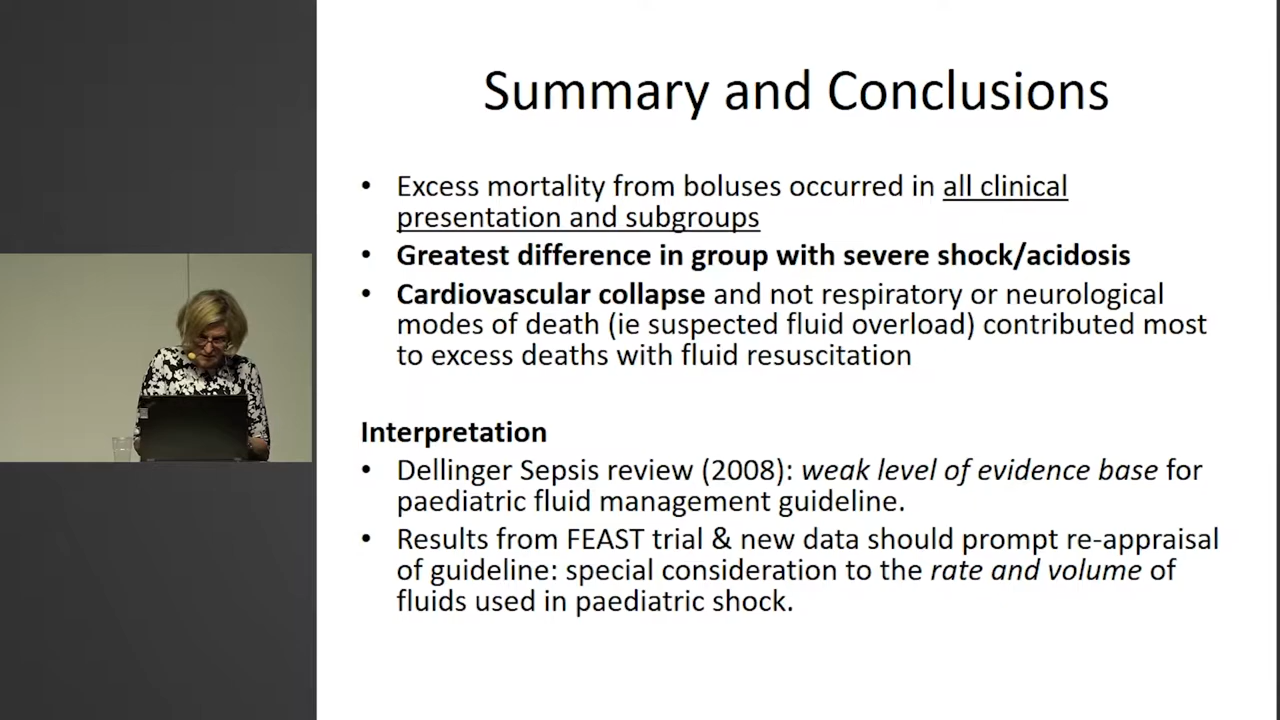 Summary and Conclusions
• Excess mortality from boluses occurred in all clinical
presentation and subgroups
• Greatest difference in group with severe shock/acidosis
• Cardiovascular collapse and not respiratory or neurological
modes of death (ie suspected fluid overload) contributed most
to excess deaths with fluid resuscitation
Interpretation
• Dellinger Sepsis review (2008): weak level of evidence base for
paediatric fluid management guideline.
• Results from FEAST trial & new data should prompt re-appraisal
of guideline: special consideration to the rate and volume of
fluids used in paediatric shock.